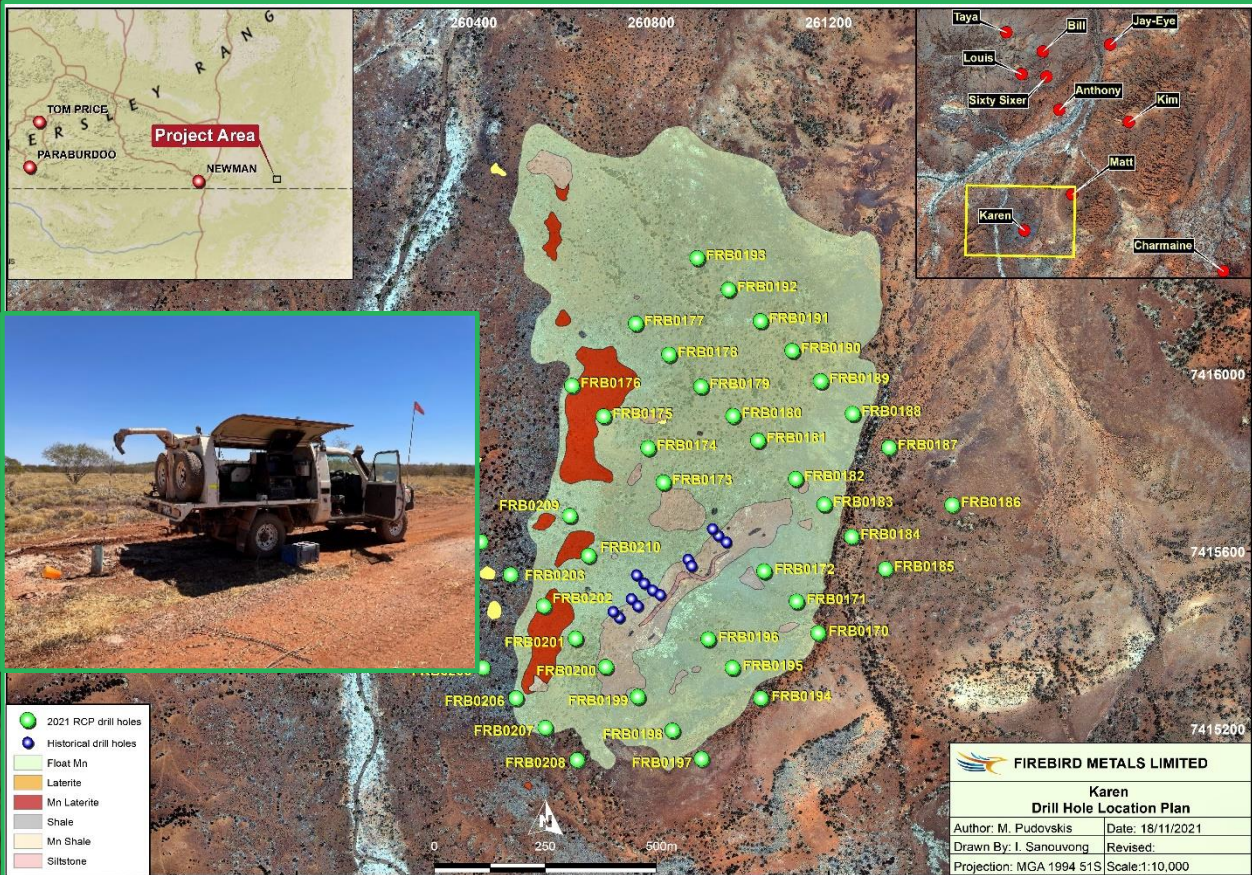 260400
260800
261200
E R S L E Y R A N G
TOM PRICE
PARABURDOO
Project Area
NEWMAN
Taya
Bill
Jay-Eye
Louis
Sixty Sixer
Anthony
Kim
Matt
Karen
Charmaine
FRB0193
FRB0192
FRB0177
FRB0191
FRB0178
FRB0190
FRB0176
FRB0179
FRB0189
7416000
FRB0175
FRB0180
FRB0188
FRB0174
FRB0181
FRB0187
FRB0173
FRB0182
FRB0183
FRB0186
FRB0209
FRB0184
FRB0210
7415600
FRB0203
FRB0172
FRB0185
FRB0202
FRB0171
FRB0201
FRB0196
FRB0170
FRB0200
FRB0195
FRB0206
FRB0199
FRB0194
FRB0207
FRB0198
7415200
FRB0208
FRB0197
2021 RCP drill holes
Historical drill holes
Float Mn
Laterite
Mn Laterite
Shale
Mn Shale
Siltstone
N
0 250 500m
FIREBIRD METALS LIMITED
Karen
Drill Hole Location Plan
Author: M. Pudovskis Date: 18/11/2021
Drawn By: I. Sanouvong Revised:
Projection: MGA 1994 51S Scale:1:10,000